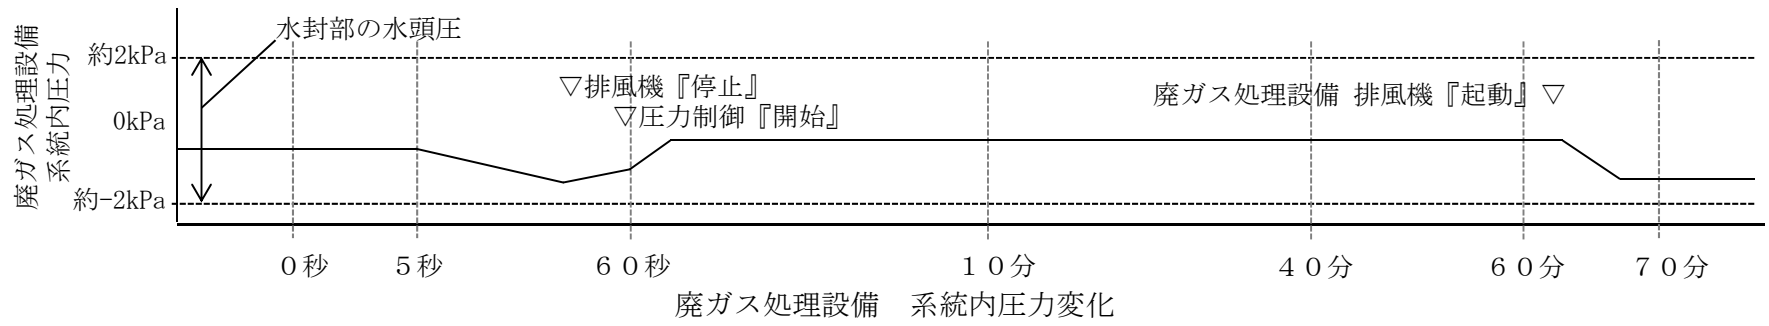 水封部の水頭圧
廃ガス処理設備
系統内圧力
約2kPa
0kPa
約-2kPa
▽排風機『停止』
▽圧力制御『開始』
廃ガス処理設備 排風機『起動』▽
０秒
５秒
６０秒
１０分
４０分
６０分
７０分
廃ガス処理設備　系統内圧力変化